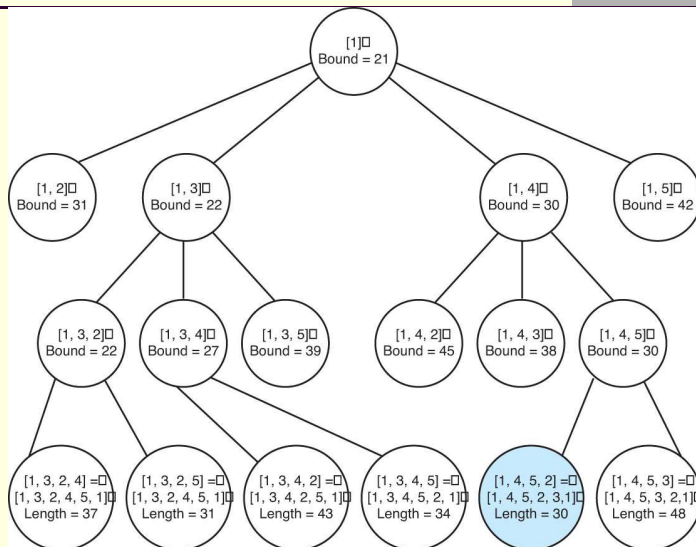 [1]□
Bound = 21
[1, 2]□
Bound = 31
[1, 3]□
Bound = 22
[1, 4]□
Bound = 30
[1, 5]□
Bound = 42
[1, 3, 2]□
Bound = 22
[1, 3, 4]□
Bound = 27
[1, 3, 5]□
Bound = 39
[1, 4, 2]□
Bound = 45
[1, 4, 3]□
Bound = 38
[1, 4, 5]□
Bound = 30
[1, 3, 2, 4] =□
[1, 3, 2, 4, 5, 1]□
Length = 37
[1, 3, 2, 5] =□
[1, 3, 2, 4, 5, 1]□
Length = 31
[1, 3, 4, 2] =□
[1, 3, 4, 2, 5, 1]□
Length = 43
[1, 3, 4, 5] =□
[1, 3, 4, 5, 2, 1]□
Length = 34
[1, 4, 5, 2] =□
[1, 4, 5, 2, 3,1]□
Length = 30
[1, 4, 5, 3] =□
[1, 4, 5, 3, 2,1]□
Length = 48